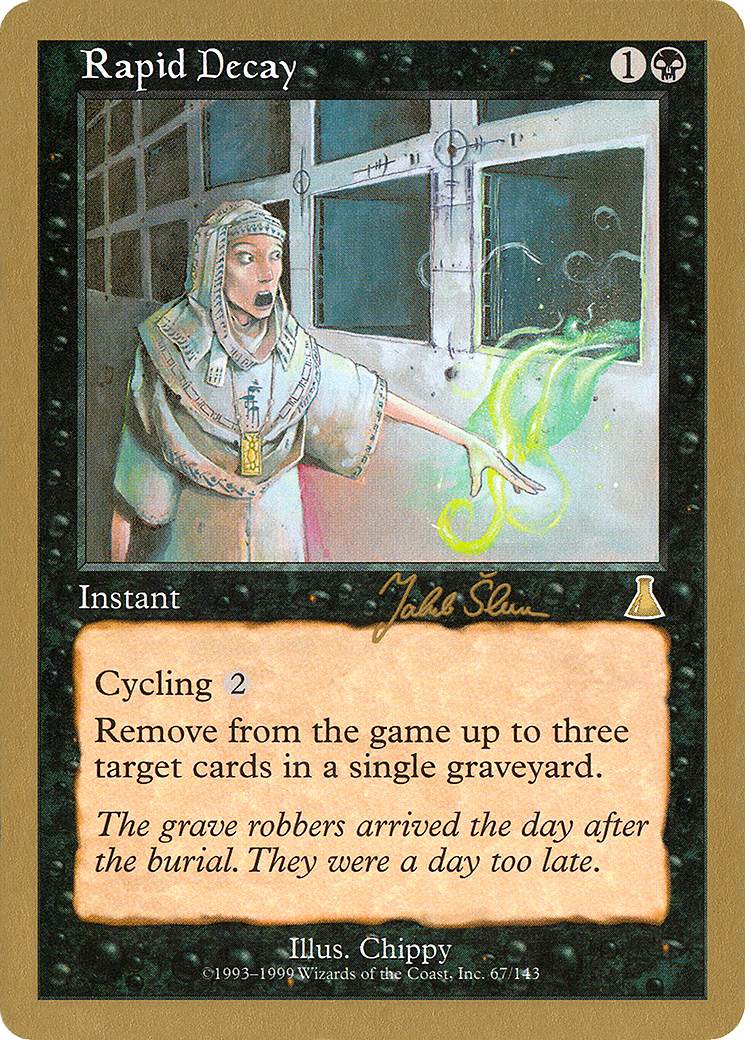 Rapid Decay 1
Instant
Jakub Šlemr
Cycling 2
Remove from the game up to three
target cards in a single graveyard.
The grave robbers arrived the day after
the burial. They were a day too late.
Illus. Chippy
©1993–1999 Wizards of the Coast, Inc. 67/143